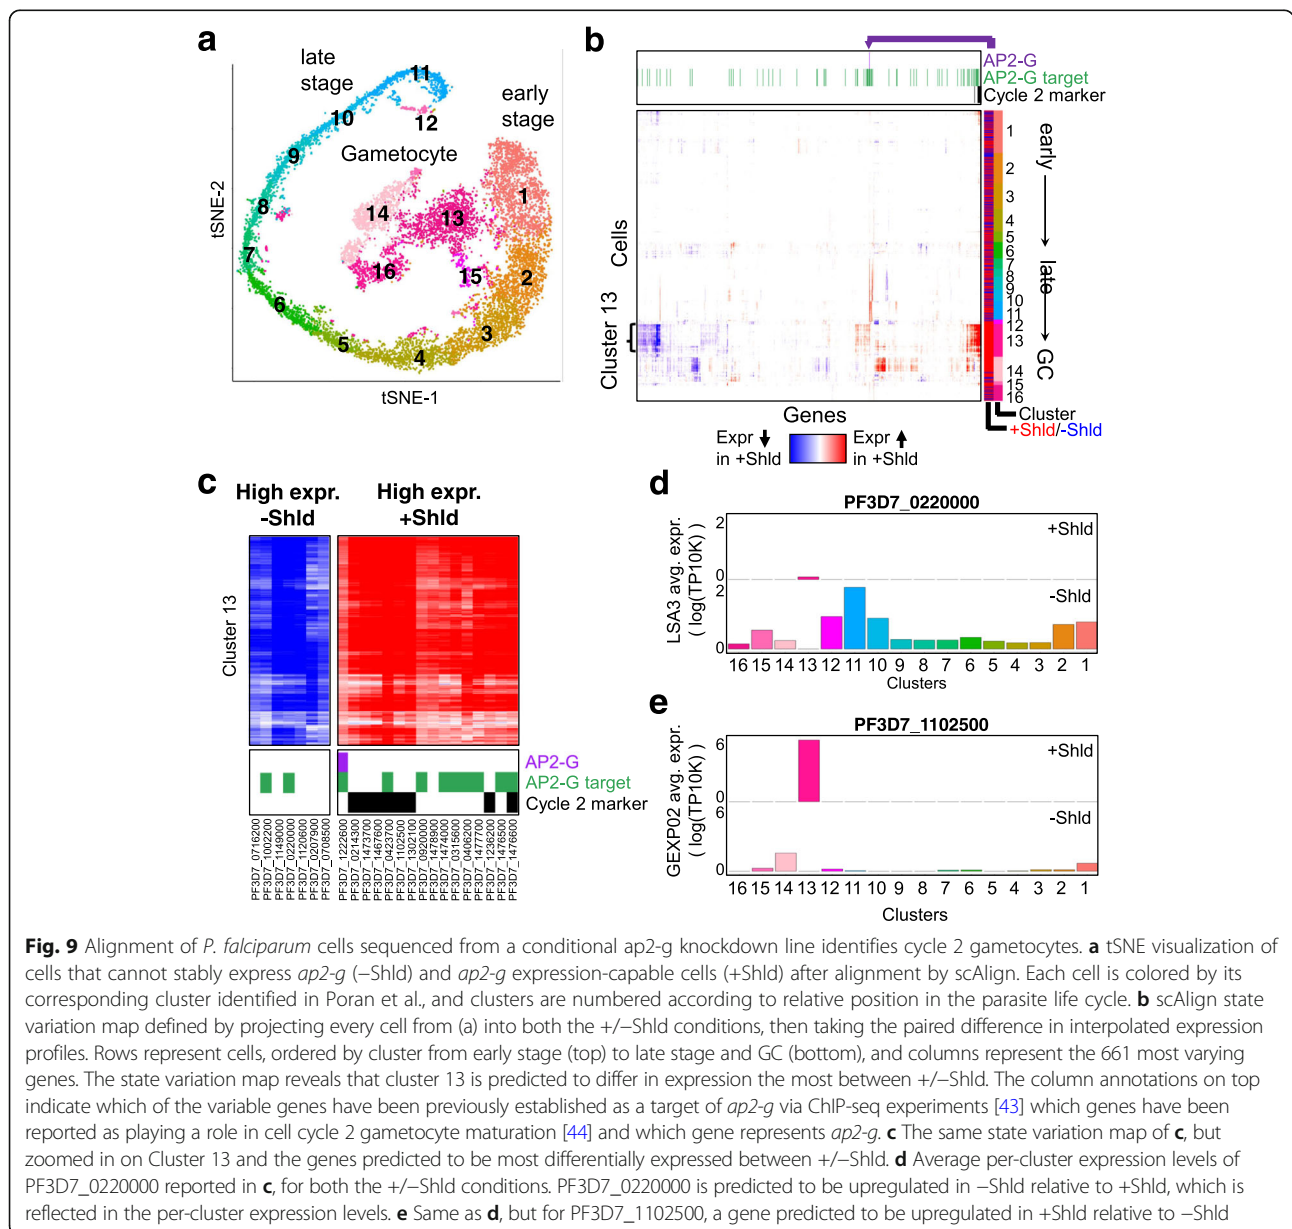 a
late
stage
11
early
stage
10
12
9
Gametocyte
8
14
13
1
7
16
15
2
6
5
4
3
tSNE-2
tSNE-1
b
AP2-G
AP2-G target
Cycle 2 marker
Cells
Cluster 13
1
2
3
4
5
6
7
8
9
10
11
12
13
14
15
16
early
late
GC
Genes
Cluster
+Shld/-Shld
Expr
in +Shld
Expr
in +Shld
c
High expr.
-Shld
High expr.
+Shld
Cluster 13
AP2-G
AP2-G target
Cycle 2 marker
PF3D7_0716200
PF3D7_1002200
PF3D7_1149000
PF3D7_0220000
PF3D7_1120600
PF3D7_0207900
PF3D7_0708500
PF3D7_1222600
PF3D7_0214300
PF3D7_1473700
PF3D7_1467600
PF3D7_0423700
PF3D7_1102500
PF3D7_1302100
PF3D7_0920000
PF3D7_1478900
PF3D7_1474000
PF3D7_0315600
PF3D7_0406200
PF3D7_1477700
PF3D7_1236200
PF3D7_1476500
PF3D7_1476600
d
PF3D7_0220000
LSA3 avg. expr.
( log(TP10K) )
2
0
+Shld
2
0
-Shld
16 15 14 13 12 11 10 9 8 7 6 5 4 3 2 1
Clusters
e
PF3D7_1102500
GEXP02 avg. expr.
( log(TP10K) )
6
0
+Shld
6
0
-Shld
16 15 14 13 12 11 10 9 8 7 6 5 4 3 2 1
Clusters
Fig. 9 Alignment of P. falciparum cells sequenced from a conditional ap2-g knockdown line identifies cycle 2 gametocytes. a tSNE visualization of
cells that cannot stably express ap2-g (−Shld) and ap2-g expression-capable cells (+Shld) after alignment by scAlign. Each cell is colored by its
corresponding cluster identified in Poran et al., and clusters are numbered according to relative position in the parasite life cycle. b scAlign state
variation map defined by projecting every cell from (a) into both the +/−Shld conditions, then taking the paired difference in interpolated expression
profiles. Rows represent cells, ordered by cluster from early stage (top) to late stage and GC (bottom), and columns represent the 661 most varying
genes. The state variation map reveals that cluster 13 is predicted to differ in expression the most between +/−Shld. The column annotations on top
indicate which of the variable genes have been previously established as a target of ap2-g via ChIP-seq experiments [43] which genes have been
reported as playing a role in cell cycle 2 gametocyte maturation [44] and which gene represents ap2-g. c The same state variation map of c, but
zoomed in on Cluster 13 and the genes predicted to be most differentially expressed between +/−Shld. d Average per-cluster expression levels of
PF3D7_0220000 reported in c, for both the +/−Shld conditions. PF3D7_0220000 is predicted to be upregulated in −Shld relative to +Shld, which is
reflected in the per-cluster expression levels. e Same as d, but for PF3D7_1102500, a gene predicted to be upregulated in +Shld relative to −Shld